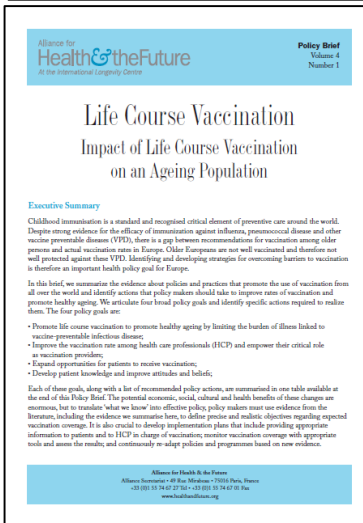 Alliance for
Health&theFuture
At the International Longevity Centre
Policy Brief
Volume 4
Number 1
Life Course Vaccination
Impact of Life Course Vaccination
on an Ageing Population
Executive Summary
Childhood immunisation is a standard and recognised critical element of preventive care around the world.
Despite strong evidence for the efficacy of immunization against influenza, pneumococcal disease and other
vaccine preventable diseases (VPD), there is a gap between recommendations for vaccination among older
persons and actual vaccination rates in Europe. Older Europeans are not well vaccinated and therefore not
well protected against these VPD. Identifying and developing strategies for overcoming barriers to vaccination
is therefore an important health policy goal for Europe.
In this brief, we summarize the evidence about policies and practices that promote the use of vaccination from
all over the world and identify actions that policy makers should take to improve rates of vaccination and
promote healthy ageing. We articulate four broad policy goals and identify specific actions required to realize
them. The four policy goals are:
• Promote life course vaccination to promote healthy ageing by limiting the burden of illness linked to
vaccine-preventable infectious disease;
• Improve the vaccination rate among health care professionals (HCP) and empower their critical role
as vaccination providers;
• Expand opportunities for patients to receive vaccination;
• Develop patient knowledge and improve attitudes and beliefs;
Each of these goals, along with a list of recommended policy actions, are summarised in one table available at
the end of this Policy Brief. The potential economic, social, cultural and health benefits of these changes are
enormous, but to translate 'what we know' into effective policy, policy makers must use evidence from the
literature, including the evidence we summarise here, to define precise and realistic objectives regarding expected
vaccination coverage. It is also crucial to develop implementation plans that include providing appropriate
information to patients and to HCP in charge of vaccination; monitor vaccination coverage with appropriate
tools and assess the results; and continuously re-adapt policies and programmes based on new evidence.
Alliance for Health & the Future
Alliance Secretariat • 49 Rue Mirabeau • 75016 Paris, France
+33 (0)1 55 74 67 27 Tel • +33 (0)1 55 74 67 01 Fax
www.healthandfuture.org